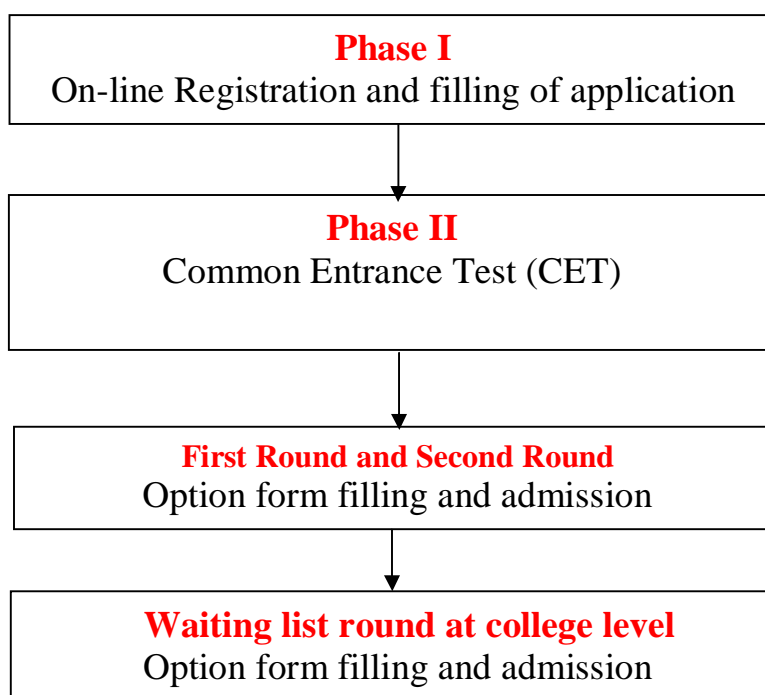 Phase I
On-line Registration and filling of application
Phase II
Common Entrance Test (CET)
First Round and Second Round
Option form filling and admission
Waiting list round at college level
Option form filling and admission